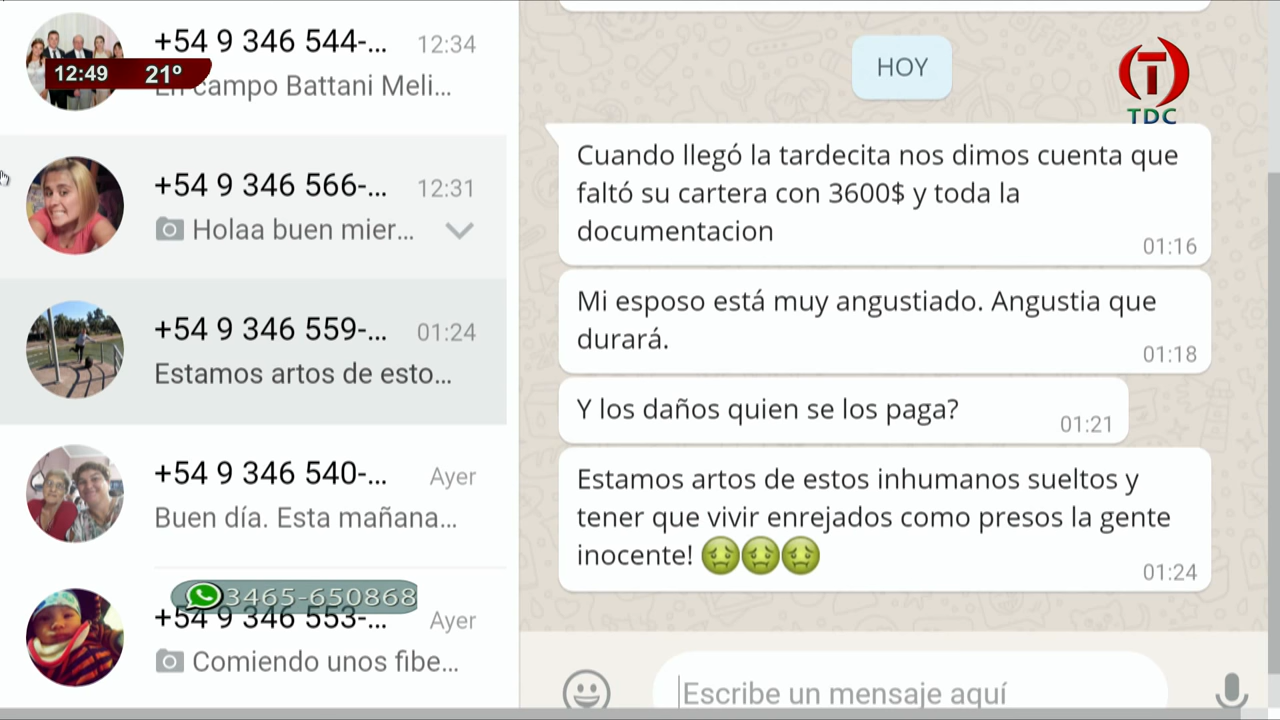 +54 9 346 544-...
12:34
12:49
21º
campo Battani Meli...
+54 9 346 566-...
12:31
Holaa buen mier...
+54 9 346 559-...
01:24
Estamos artos de esto...
+54 9 346 540-...
Ayer
Buen día. Esta mañana...
3465-650868
+54 9 346 553-...
Ayer
Comiendo unos fibe...
HOY
T
TDC
Cuando llegó la tardecita nos dimos cuenta que
faltó su cartera con 3600$ y toda la
documentacion
01:16
Mi esposo está muy angustiado. Angustia que
durará.
01:18
Y los daños quien se los paga?
01:21
Estamos artos de estos inhumanos sueltos y
tener que vivir enrejados como presos la gente
inocente! 🤢🤢🤢
01:24
Escribe un mensaje aquí